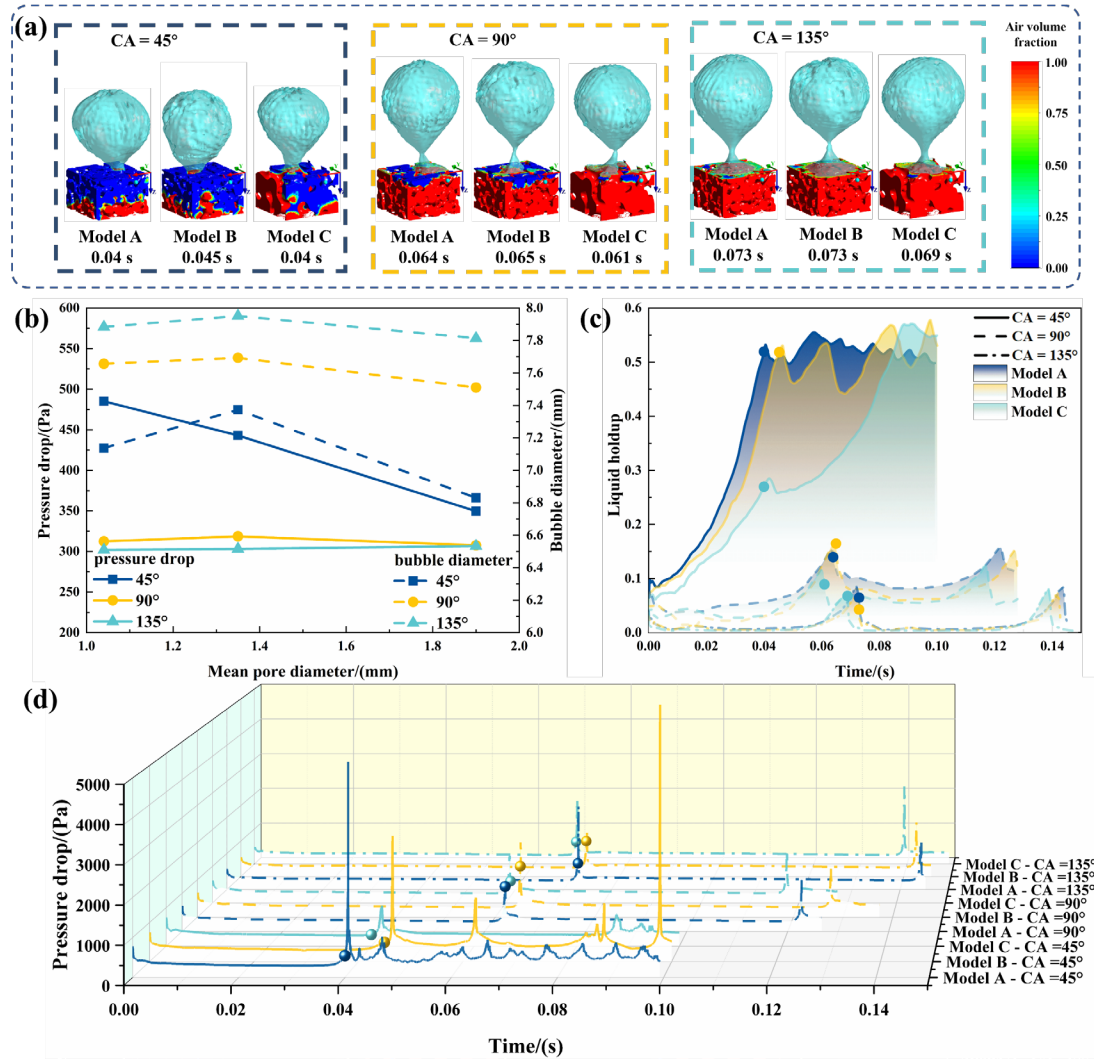 (a)
CA = 45°
CA = 90°
CA = 135°
Air volume
fraction
1.00
0.75
0.50
0.25
0.00
Model A
Model B
Model C
Model A
Model B
Model C
Model A
Model B
Model C
0.04 s
0.045 s
0.04 s
0.064 s
0.065 s
0.061 s
0.073 s
0.073 s
0.069 s
(b)
600
550
500
450
400
350
300
250
200
Pressure drop/(Pa)
8.0
7.8
7.6
7.4
7.2
7.0
6.8
6.6
6.4
6.2
6.0
Bubble diameter/(mm)
pressure drop
45°
90°
135°
bubble diameter
45°
90°
135°
1.0
1.2
1.4
1.6
1.8
2.0
Mean pore diameter/(mm)
(c)
0.6
0.5
0.4
0.3
0.2
0.1
0.0
Liquid holdup
CA = 45°
CA = 90°
CA = 135°
Model A
Model B
Model C
0.00
0.02
0.04
0.06
0.08
0.10
0.12
0.14
Time/(s)
(d)
5000
4000
3000
2000
1000
0
Pressure drop/(Pa)
Model C - CA =135°
Model B - CA =135°
Model A - CA =135°
Model C - CA =90°
Model B - CA =90°
Model A - CA =90°
Model C - CA =45°
Model B - CA =45°
Model A - CA =45°
0.00
0.02
0.04
0.06
0.08
0.10
0.12
0.14
Time/(s)